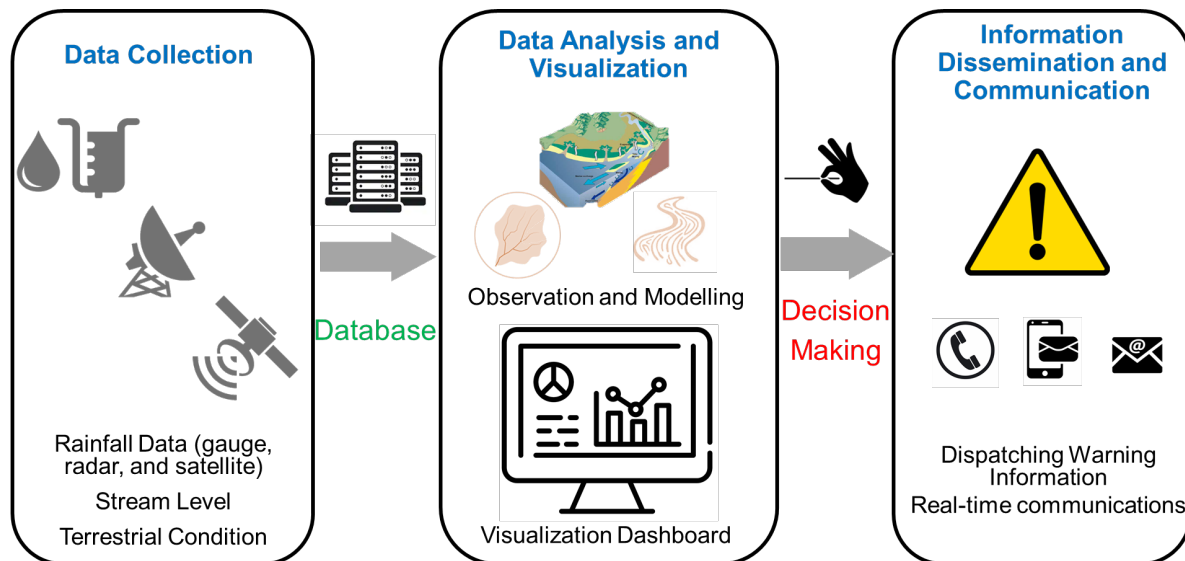 Data Collection
Rainfall Data (gauge,
radar, and satellite)
Stream Level
Terrestrial Condition
Database
Data Analysis and
Visualization
Observation and Modelling
Visualization Dashboard
Decision
Making
Information
Dissemination and
Communication
@
Dispatching Warning
Information
Real-time communications